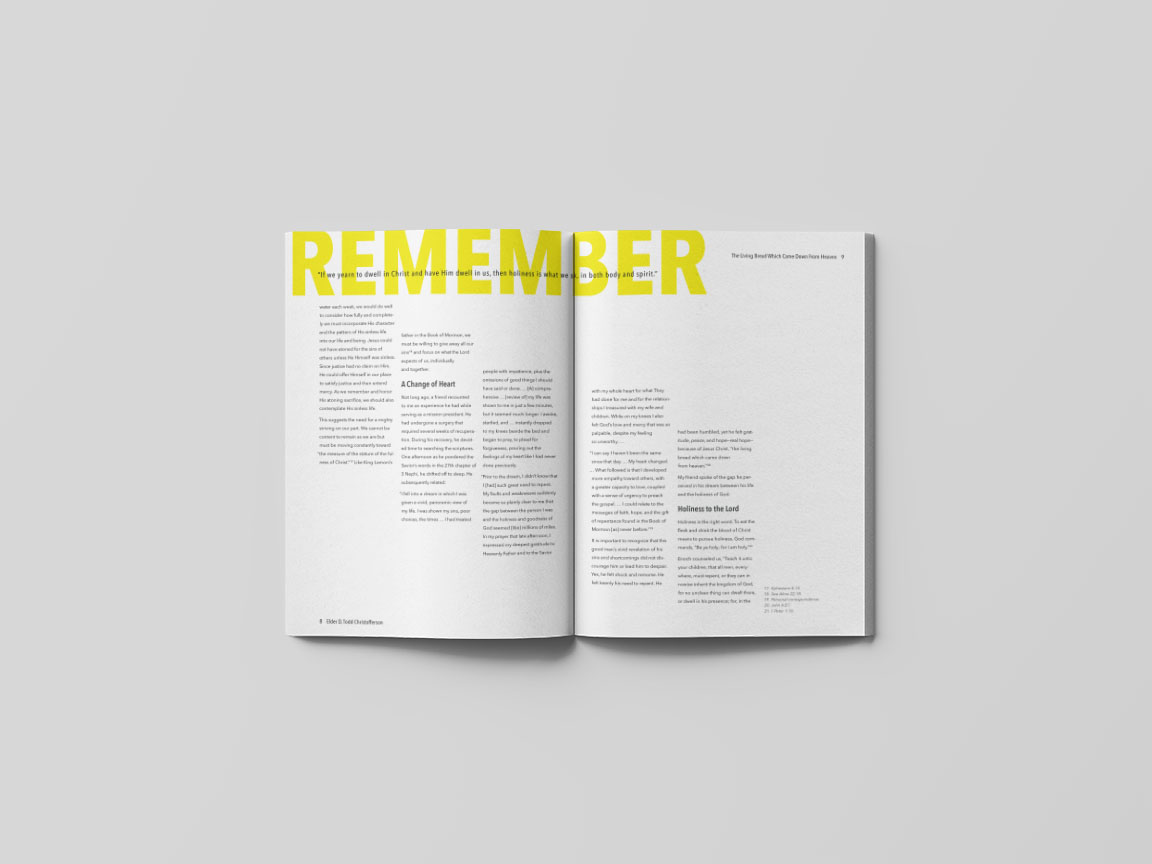 REMEMBER
"If we yearn to dwell in Christ and have Him dwell in us, then holiness is what we seek, in both body and spirit."
The Living Bread Which Came Down from Heaven 9
water each week, we would do well
to consider how fully and complete-
ly we must incorporate His character
and the pattern of His sinless life
into our life and being. Jesus could
not have atoned for the sins of
others unless He Himself was sinless.
Since justice had no claim on Him,
He could offer Himself in our place
to satisfy justice and then extend
mercy. As we remember and honor
His atoning sacrifice, we should also
contemplate His sinless life.
This suggests the need for a mighty
striving on our part. We cannot be
content to remain as we are but
must be moving constantly toward
"the measure of the stature of the ful-
ness of Christ." Like King Lamoni's
father in the Book of Mormon, we
must be willing to give away all our
sins and focus on what the Lord
expects of us, individually
and together.
A Change of Heart
Not long ago, a friend recounted
to me an experience he had while
serving as a mission president. He
had undergone a surgery that
required several weeks of recupera-
tion. During his recovery, he devot-
ed time to searching the scriptures.
One afternoon as he pondered the
Savior's words in the 27th chapter of
3 Nephi, he drifted off to sleep. He
subsequently related:
"I fell into a dream in which I was
given a vivid, panoramic view of
my life. I was shown my sins, poor
choices, the times … I had treated
people with impatience, plus the
omissions of good things I should
have said or done. … [A] compre-
hensive … [review of] my life was
shown to me in just a few minutes,
but it seemed much longer. I awoke,
startled, and … instantly dropped
to my knees beside the bed and
began to pray, to plead for
forgiveness, pouring out the
feelings of my heart like I had never
done previously.
"Prior to the dream, I didn't know that
I [had] such great need to repent.
My faults and weaknesses suddenly
became so plainly clear to me that
the gap between the person I was
and the holiness and goodness of
God seemed [like] millions of miles.
In my prayer that late afternoon, I
expressed my deepest gratitude to
Heavenly Father and to the Savior
with my whole heart for what They
had done for me and for the relation-
ships I treasured with my wife and
children. While on my knees I also
felt God's love and mercy that was so
palpable, despite my feeling
so unworthy. …
"I can say I haven't been the same
since that day. … My heart changed.
… What followed is that I developed
more empathy toward others, with
a greater capacity to love, coupled
with a sense of urgency to preach
the gospel. … I could relate to the
messages of faith, hope, and the gift
of repentance found in the Book of
Mormon [as] never before."
It is important to recognize that this
good man's vivid revelation of his
sins and shortcomings did not dis-
courage him or lead him to despair.
Yes, he felt shock and remorse. He
felt keenly his need to repent. He
had been humbled, yet he felt grat-
itude, peace, and hope—real hope—
because of Jesus Christ, "the living
bread which came down
from heaven."
My friend spoke of the gap he per-
ceived in his dream between his life
and the holiness of God.
Holiness to the Lord
Holiness is the right word. To eat the
flesh and drink the blood of Christ
means to pursue holiness. God com-
mands, "Be ye holy; for I am holy."
Enoch counseled us, "Teach it unto
your children, that all men, every-
where, must repent, or they can in
nowise inherit the kingdom of God,
for no unclean thing can dwell there,
or dwell in his presence; for, in the
8 Elder D. Todd Christofferson